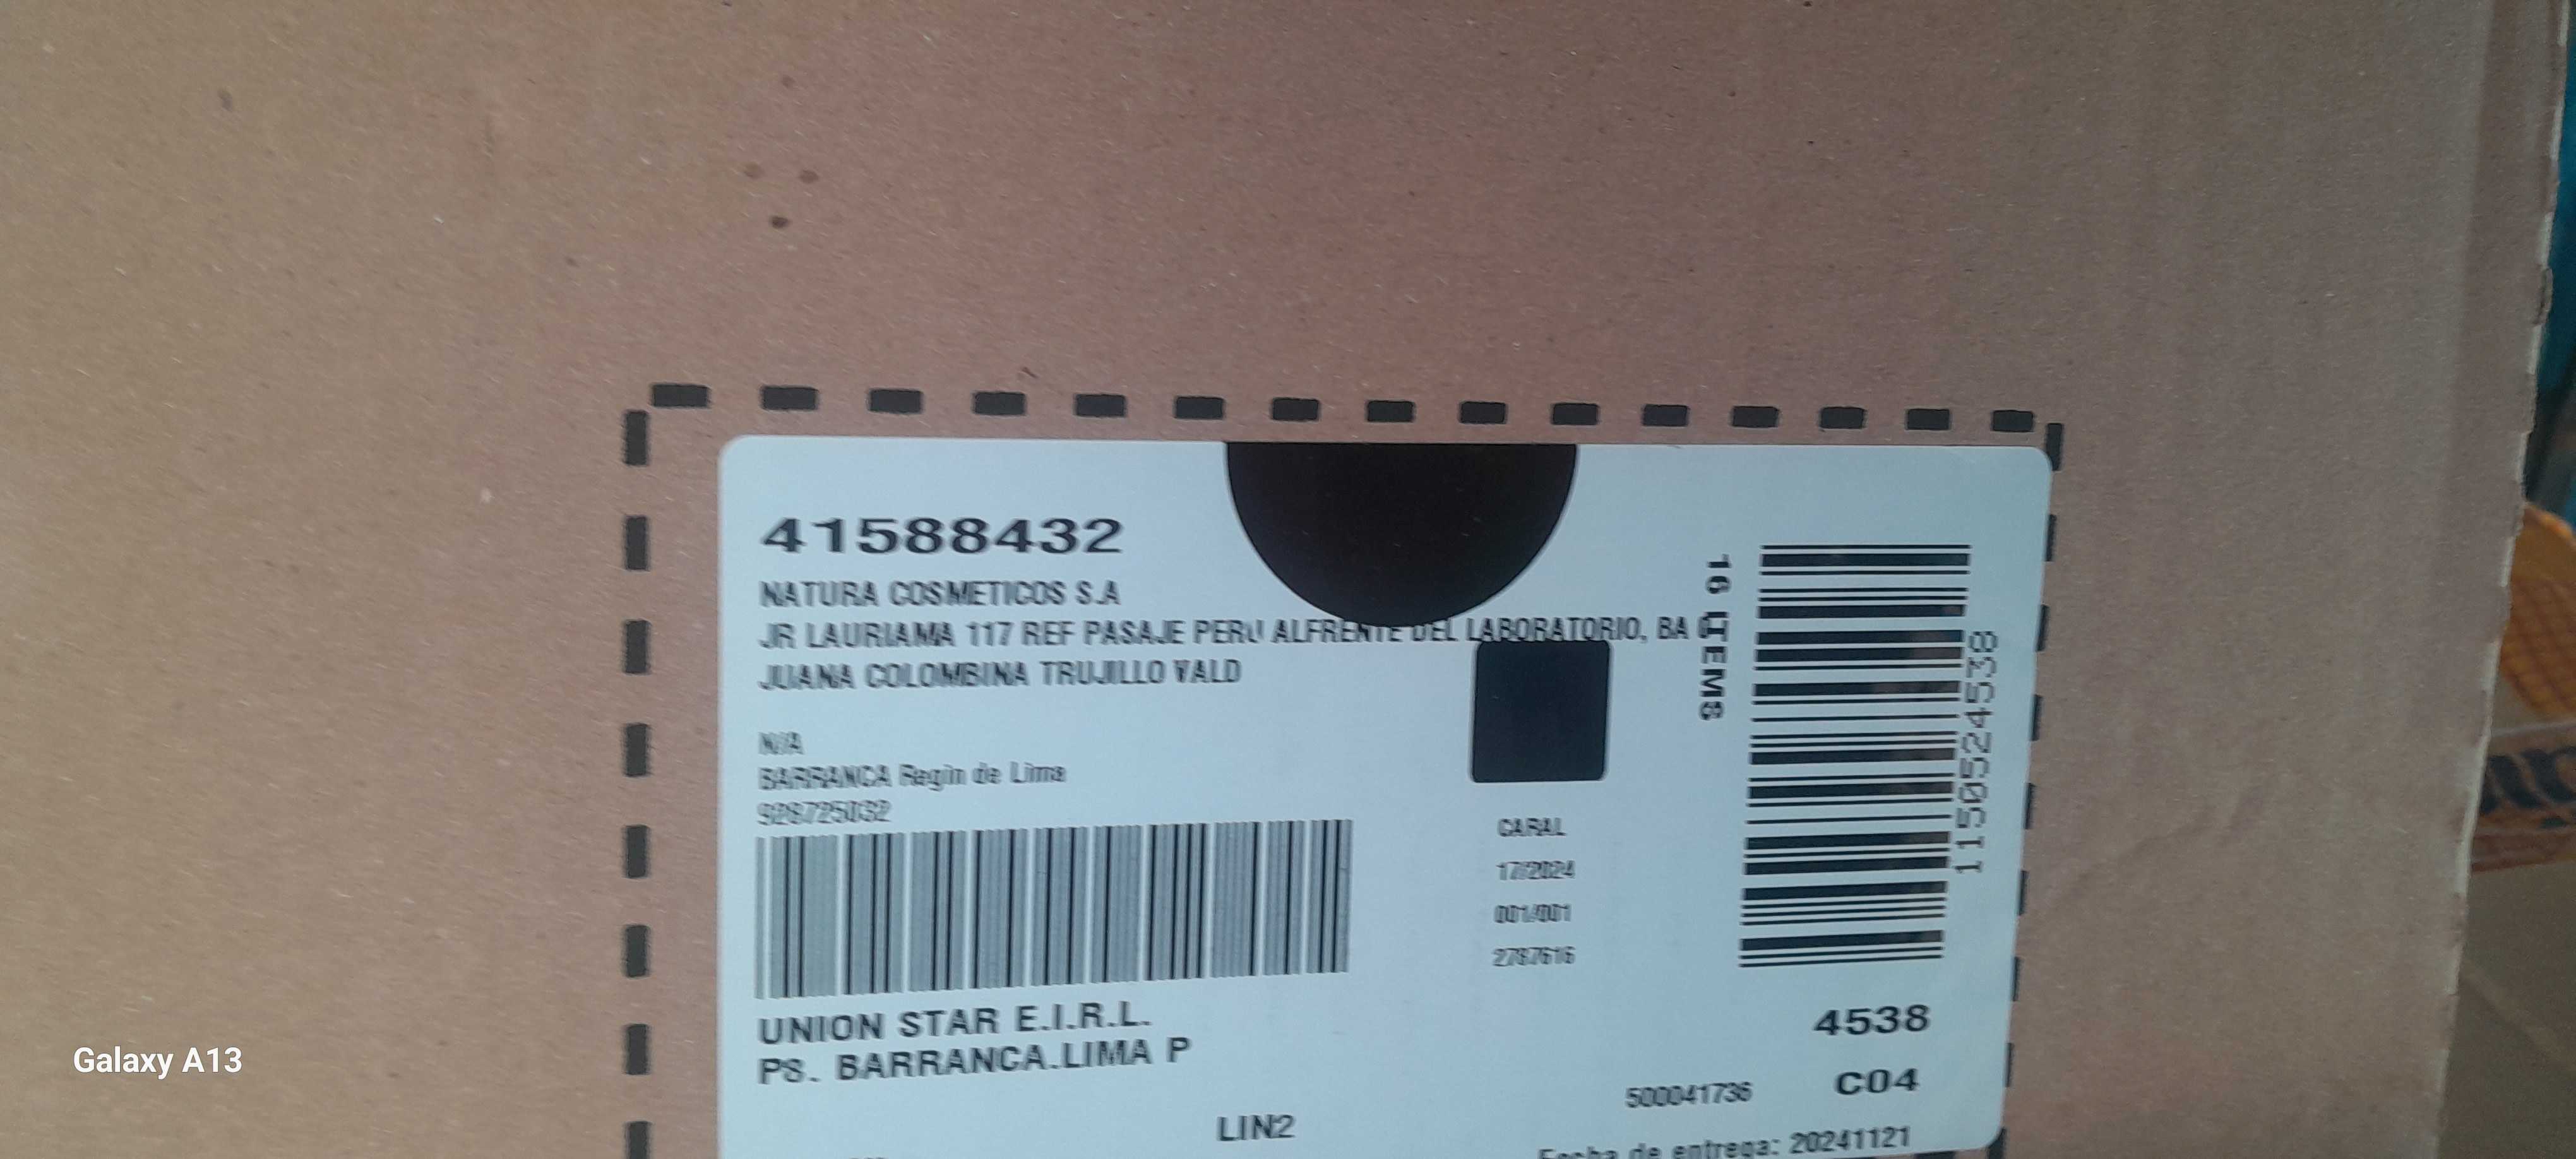 41588432
NATURA COSMETICOS S.A
JR LAURIAMA 117 REF PASAJE PERU ALFRENTE DEL LABORATORIO, BA
JUANA COLOMBINA TRUJILLO VALD
N/A
BARRANCA Regin de Lima
928725032
16 ITEMS
11505245​38
CARAL
17/2024
001/001
2787616
UNION STAR E.I.R.L.
PS. BARRANCA.LIMA P
4538
500041736
C04
LIN2
Fecha de entrega: 20241121
Galaxy A13